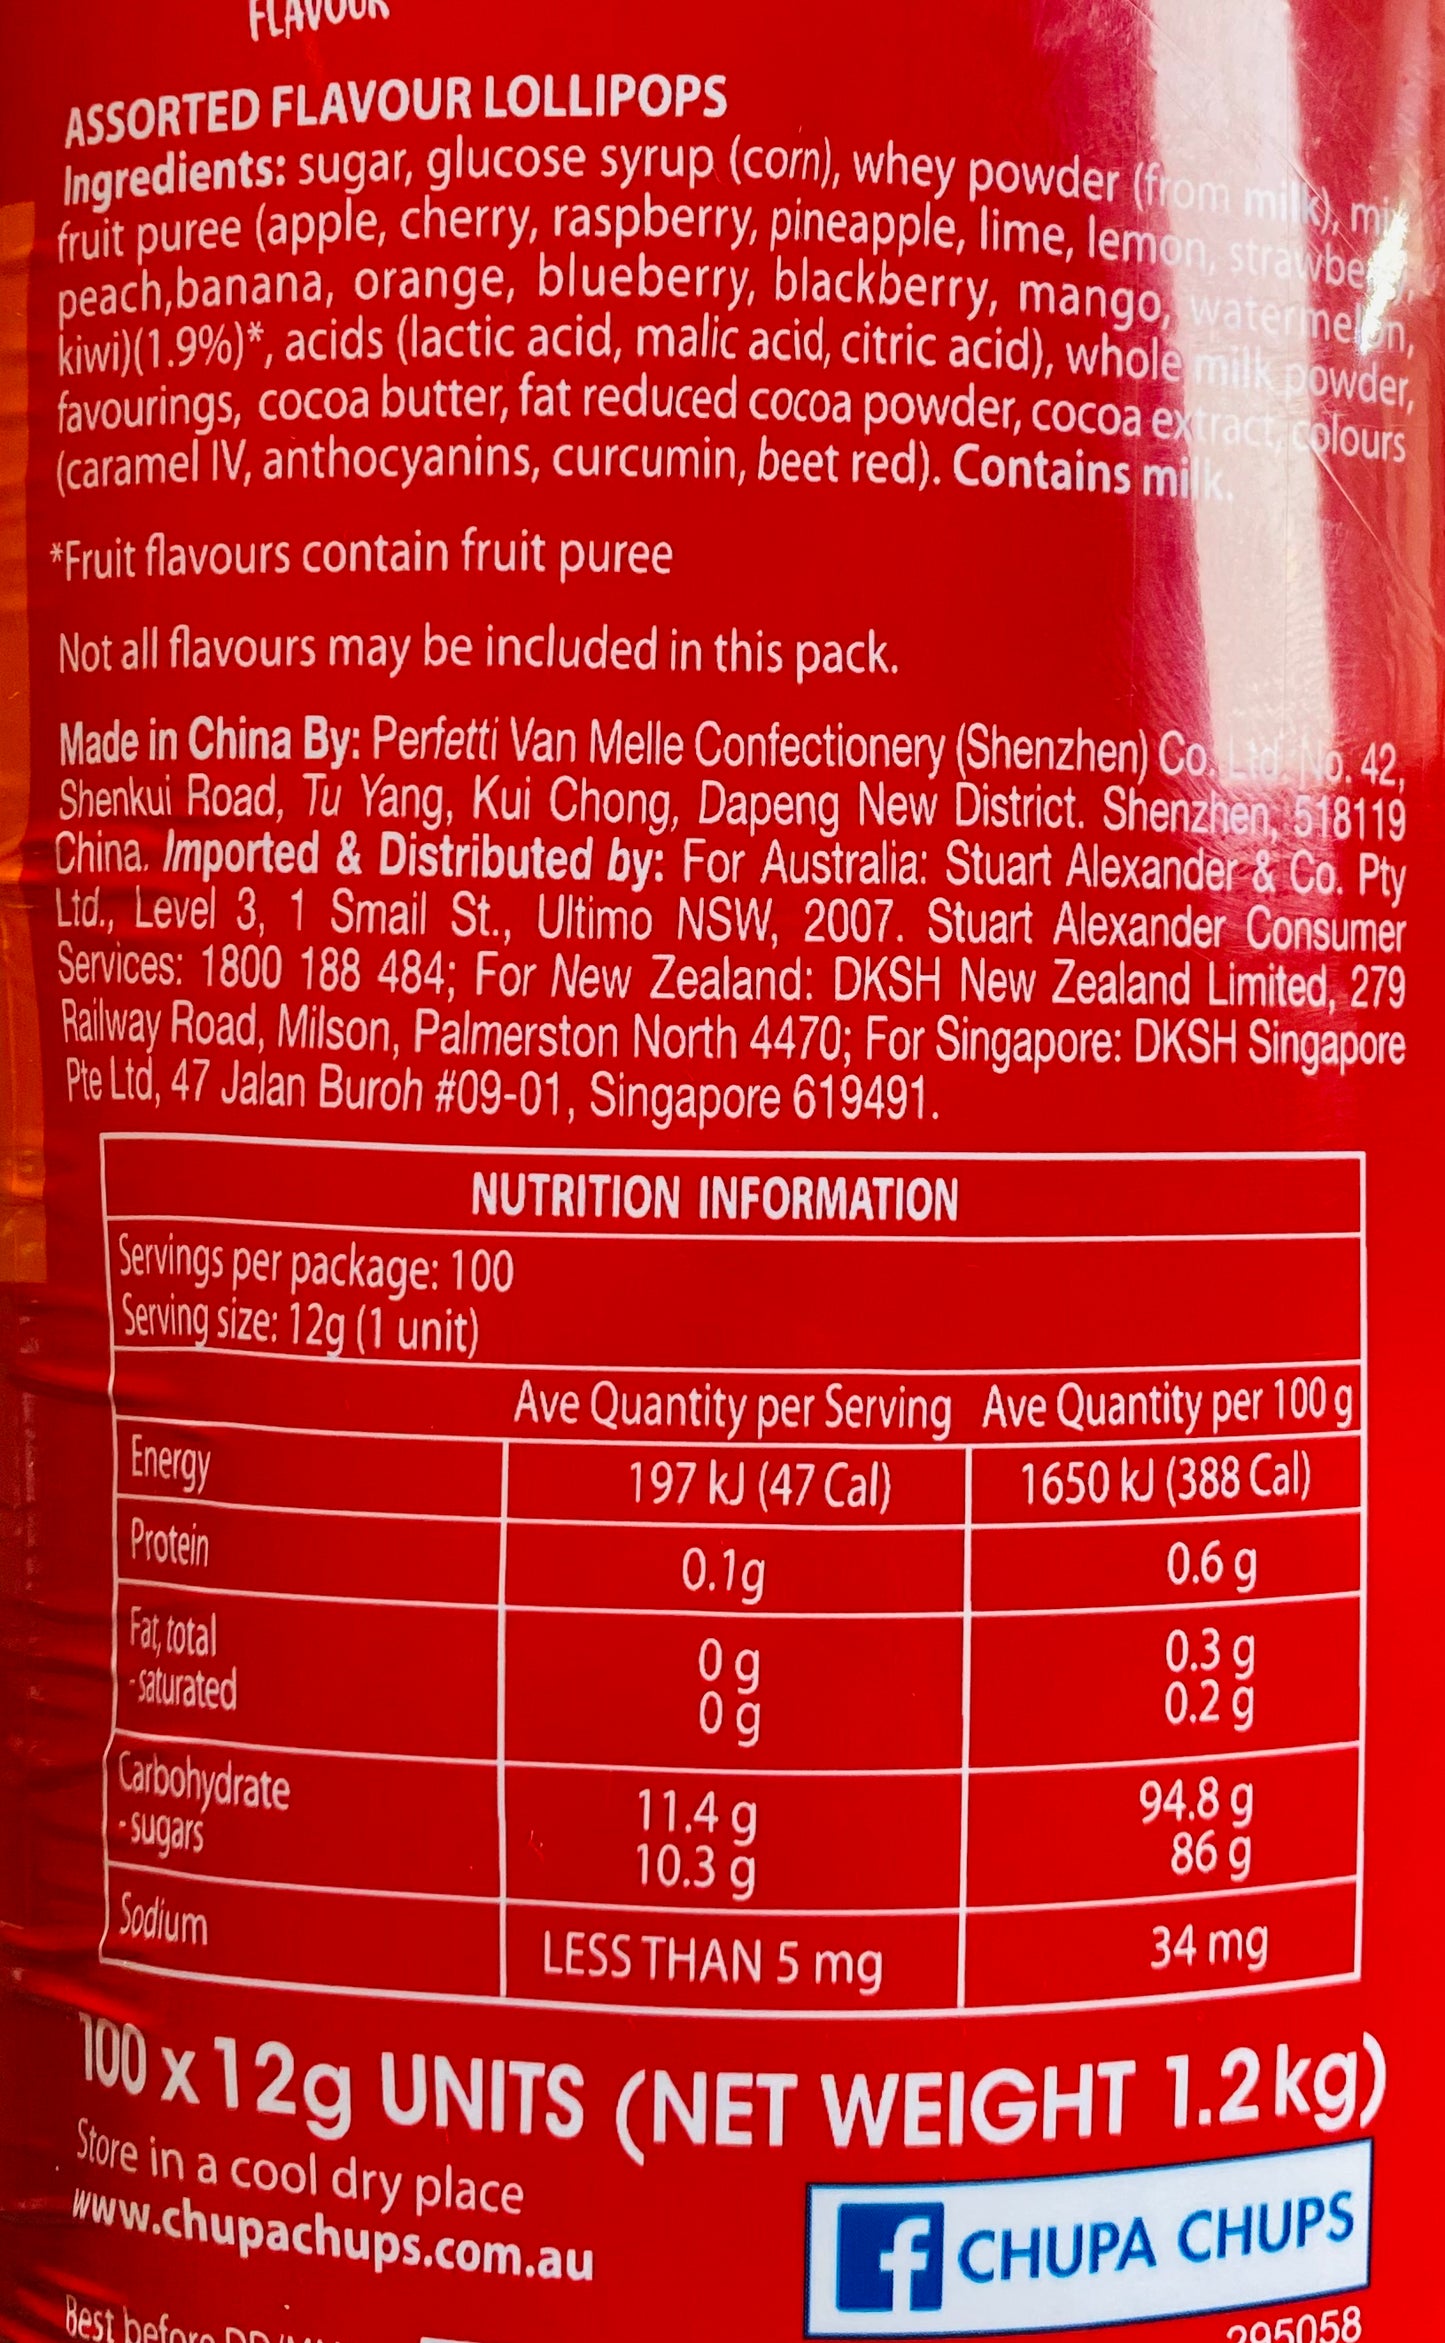 FLAVOUR
ASSORTED FLAVOUR LOLLIPOPS
Ingredients: sugar, glucose syrup (corn), whey powder (from milk),
fruit puree (apple, cherry, raspberry, pineapple, lime, lemon, strawberry,
peach,banana, orange, blueberry, blackberry, mango, watermelon,
kiwi)(1.9%)*, acids (lactic acid, malic acid, citric acid), whole milk powder,
favourings, cocoa butter, fat reduced cocoa powder, cocoa extract, colours
(caramel IV, anthocyanins, curcumin, beet red). Contains milk.
*Fruit flavours contain fruit puree
Not all flavours may be included in this pack.
Made in China By: Perfetti Van Melle Confectionery (Shenzhen) Co. Ltd. No. 42,
Shenkui Road, Tu Yang, Kui Chong, Dapeng New District. Shenzhen, 518119
China. Imported & Distributed by: For Australia: Stuart Alexander & Co. Pty
Ltd., Level 3, 1 Smail St., Ultimo NSW, 2007. Stuart Alexander Consumer
Services: 1800 188 484; For New Zealand: DKSH New Zealand Limited, 279
Railway Road, Milson, Palmerston North 4470; For Singapore: DKSH Singapore
Pte Ltd, 47 Jalan Buroh #09-01, Singapore 619491.
NUTRITION INFORMATION
Servings per package: 100
Serving size: 12g (1 unit)
Ave Quantity per Serving Ave Quantity per 100 g
Energy 197 kJ (47 Cal) 1650 kJ (388 Cal)
Protein 0.1g 0.6 g
Fat, total 0 g 0.3 g
- saturated 0 g 0.2 g
Carbohydrate 11.4 g 94.8 g
- sugars 10.3 g 86 g
Sodium LESS THAN 5 mg 34 mg
100 x 12g UNITS (NET WEIGHT 1.2kg)
Store in a cool dry place
www.chupachups.com.au
f CHUPA CHUPS
Best before
295058